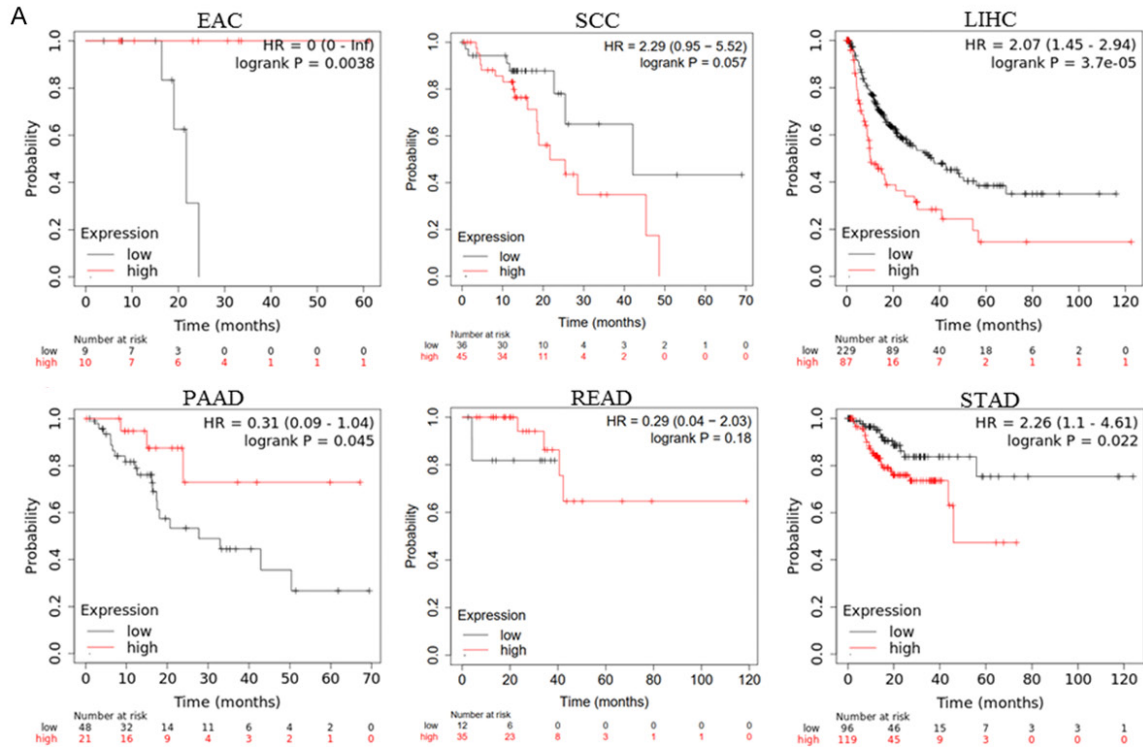 A
EAC
HR = 0 (0 - Inf)
logrank P = 0.0038
Probability
1.0
0.8
0.6
0.4
0.2
0.0
Expression
low
high
0 10 20 30 40 50 60
Time (months)
Number at risk
low 9 7 3 0 0 0 0
high 10 7 6 4 1 1 1
SCC
HR = 2.29 (0.95 − 5.52)
logrank P = 0.057
Probability
1.0
0.8
0.6
0.4
0.2
0.0
Expression
low
high
0 10 20 30 40 50 60 70
Time (months)
Number at risk
low 36 30 10 4 3 2 1 0
high 45 34 11 4 2 0 0 0
LIHC
HR = 2.07 (1.45 - 2.94)
logrank P = 3.7e-05
Probability
1.0
0.8
0.6
0.4
0.2
0.0
Expression
low
high
0 20 40 60 80 100 120
Time (months)
Number at risk
low 229 89 40 18 6 2 0
high 87 16 7 2 1 1 1
PAAD
HR = 0.31 (0.09 - 1.04)
logrank P = 0.045
Probability
1.0
0.8
0.6
0.4
0.2
0.0
Expression
low
high
0 10 20 30 40 50 60 70
Time (months)
Number at risk
low 48 32 14 11 6 4 2 0
high 21 16 9 4 3 2 1 0
READ
HR = 0.29 (0.04 − 2.03)
logrank P = 0.18
Probability
1.0
0.8
0.6
0.4
0.2
0.0
Expression
low
high
0 20 40 60 80 100 120
Time (months)
Number at risk
low 12 6 0 0 0 0 0
high 35 23 8 3 1 1 0
STAD
HR = 2.26 (1.1 - 4.61)
logrank P = 0.022
Probability
1.0
0.8
0.6
0.4
0.2
0.0
Expression
low
high
0 20 40 60 80 100 120
Time (months)
Number at risk
low 96 46 15 7 3 3 1
high 119 45 9 3 0 0 0